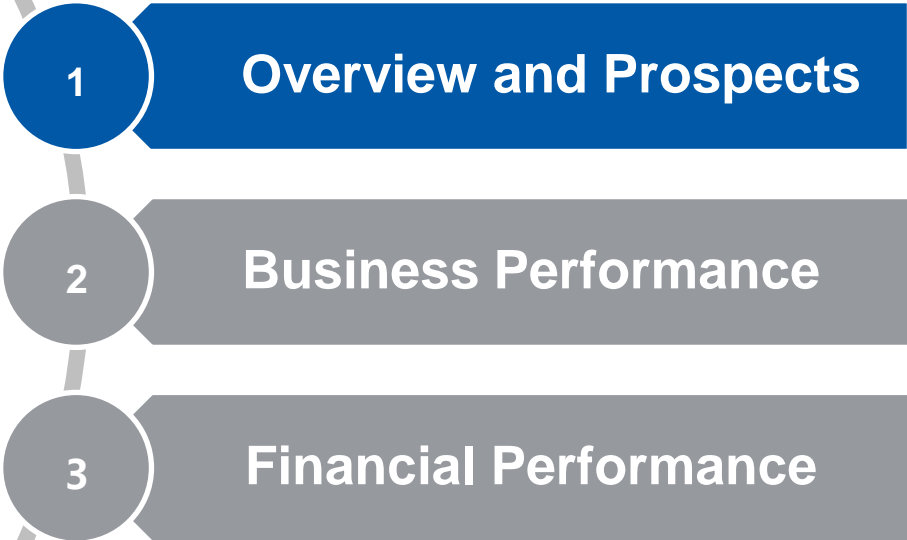 1 Overview and Prospects
2 Business Performance
3 Financial Performance